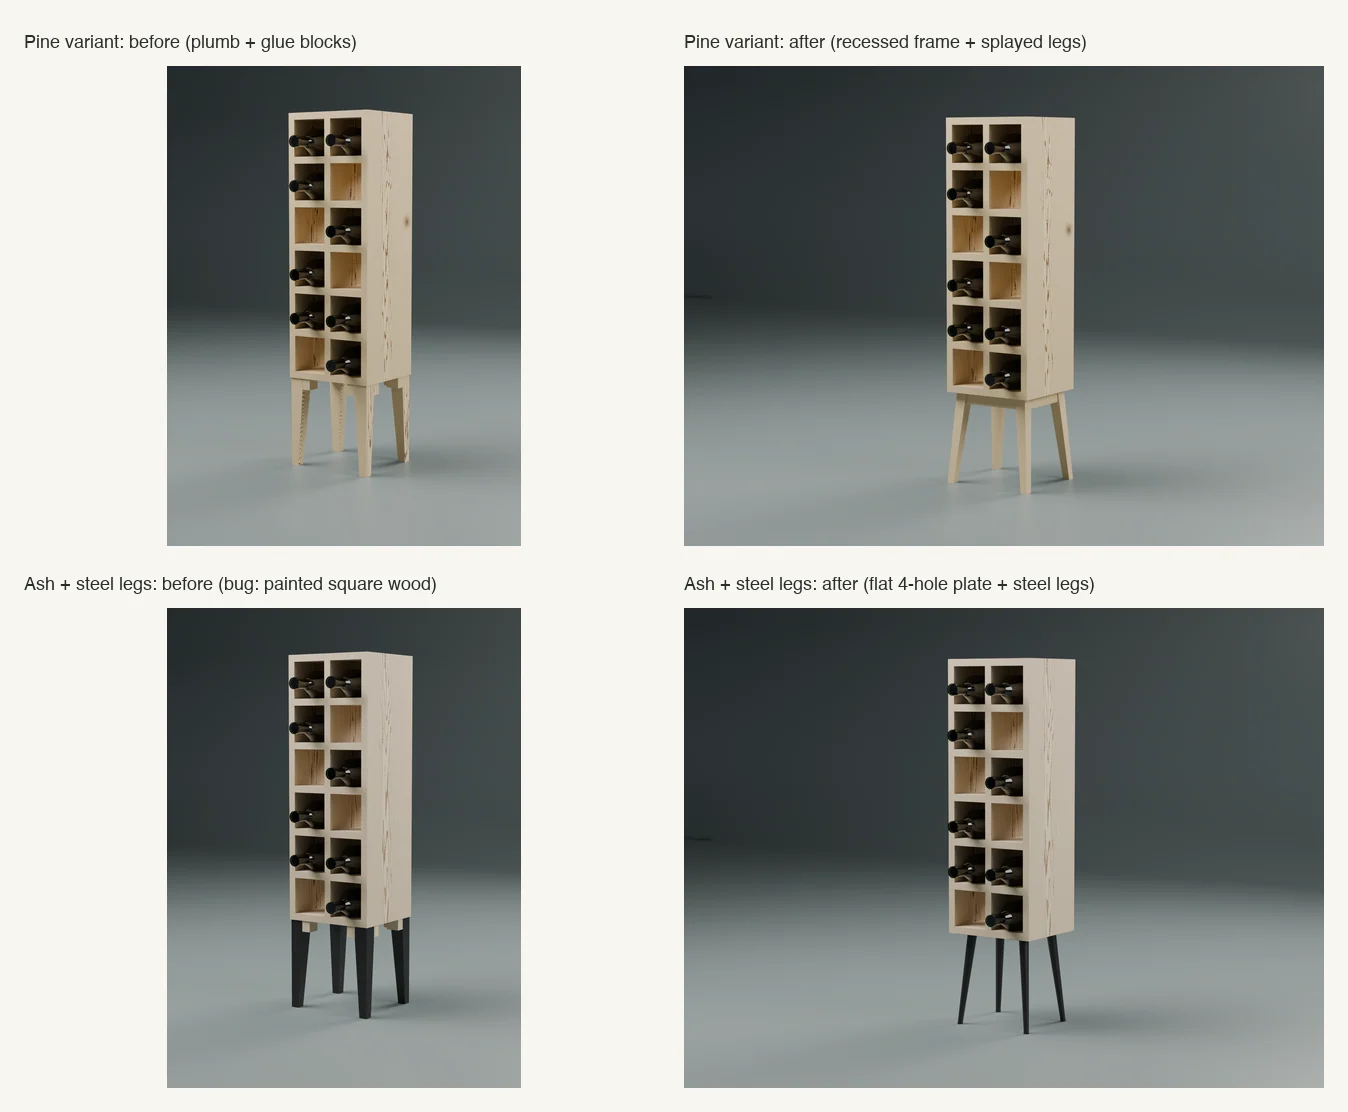 Pine variant: before (plumb + glue blocks)
Pine variant: after (recessed frame + splayed legs)
Ash + steel legs: before (bug: painted square wood)
Ash + steel legs: after (flat 4-hole plate + steel legs)